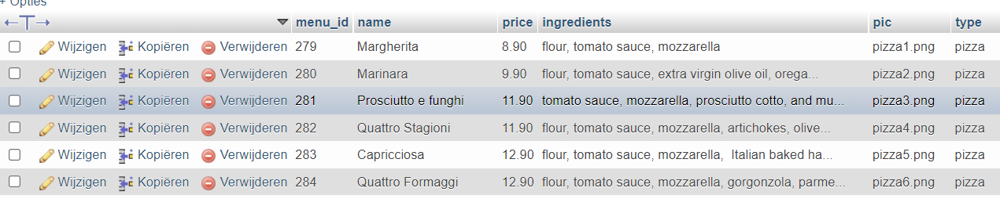 + Opties
←T→ menu_id name price ingredients pic type
Wijzigen Kopiëren Verwijderen 279 Margherita 8.90 flour, tomato sauce, mozzarella pizza1.png pizza
Wijzigen Kopiëren Verwijderen 280 Marinara 9.90 flour, tomato sauce, extra virgin olive oil, orega... pizza2.png pizza
Wijzigen Kopiëren Verwijderen 281 Prosciutto e funghi 11.90 tomato sauce, mozzarella, prosciutto cotto, and mu... pizza3.png pizza
Wijzigen Kopiëren Verwijderen 282 Quattro Stagioni 11.90 flour, tomato sauce, mozzarella, artichokes, olive... pizza4.png pizza
Wijzigen Kopiëren Verwijderen 283 Capricciosa 12.90 flour, tomato sauce, mozzarella,  Italian baked ha... pizza5.png pizza
Wijzigen Kopiëren Verwijderen 284 Quattro Formaggi 12.90 flour, tomato sauce, mozzarella, gorgonzola, parme... pizza6.png pizza